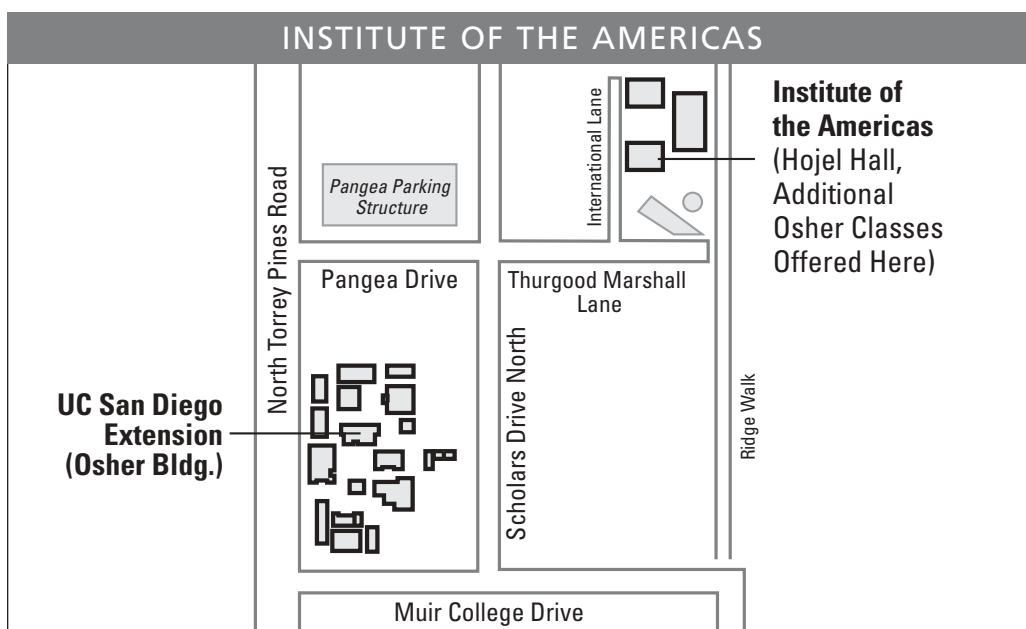 INSTITUTE OF THE AMERICAS
International Lane
Institute of
the Americas
(Hojel Hall,
Additional
Osher Classes
Offered Here)
Pangea Parking
Structure
North Torrey Pines Road
Pangea Drive
Thurgood Marshall
Lane
Scholars Drive North
Ridge Walk
UC San Diego
Extension
(Osher Bldg.)
Muir College Drive